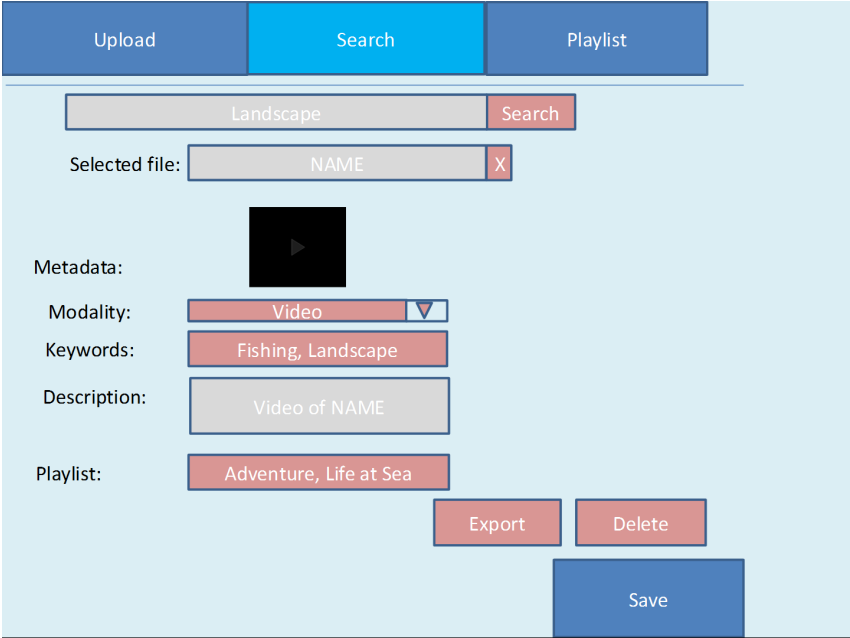 Upload Search Playlist
Landscape Search
Selected file: NAME X
Metadata:
Modality: Video
Keywords: Fishing, Landscape
Description: Video of NAME
Playlist: Adventure, Life at Sea
Export Delete
Save